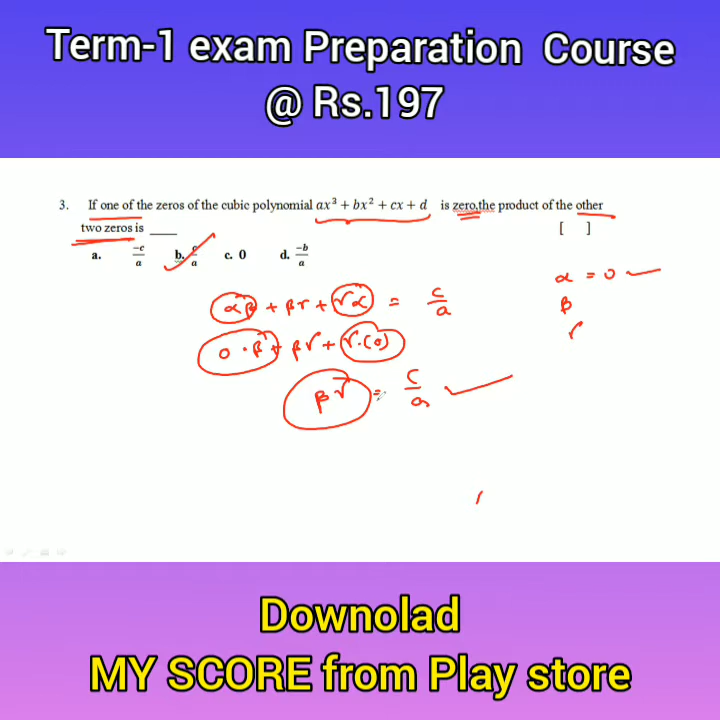 Term-1 exam Preparation Course
@ Rs.197
3. If one of the zeros of the cubic polynomial ax³ + bx² + cx + d is zero,the product of the other
two zeros is ____ [ ]
a. −c/a b. c/a c. 0 d. −b/a
α = 0
β
γ
αβ + βγ + γα = c/a
0 · β + βγ + γ·(0)
βγ = c/a
Downolad
MY SCORE from Play store